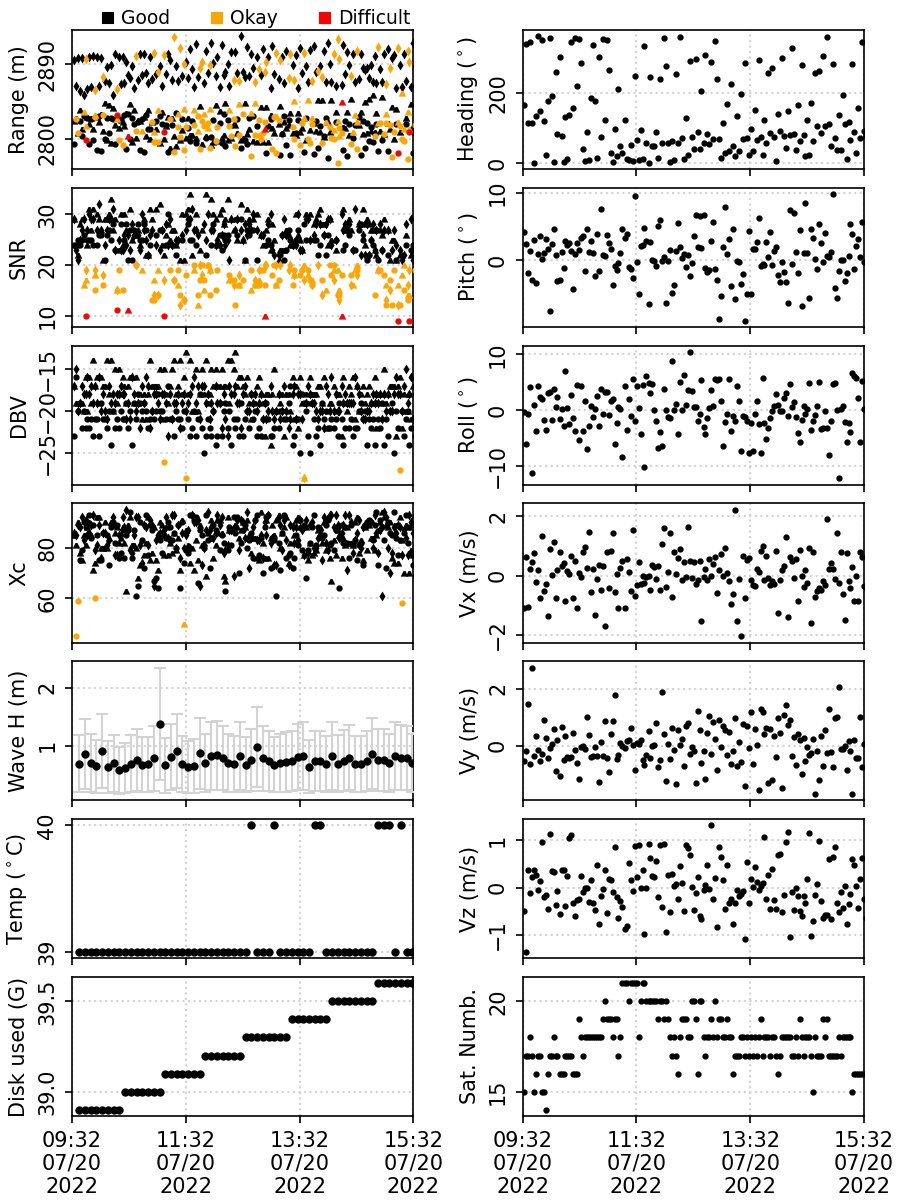 Good Okay Difficult
Range (m)
2890
2800
Heading (°)
200
0
SNR
30
20
10
Pitch (°)
10
0
DBV
−15
−20
−25
Roll (°)
10
0
−10
Xc
80
60
Vx (m/s)
2
0
−2
Wave H (m)
2
1
Vy (m/s)
2
0
Temp (°C)
40
39
Vz (m/s)
1
0
−1
Disk used (G)
39.5
39.0
Sat. Numb.
20
15
09:32 11:32 13:32 15:32 09:32 11:32 13:32 15:32
07/20 07/20 07/20 07/20 07/20 07/20 07/20 07/20
2022 2022 2022 2022 2022 2022 2022 2022